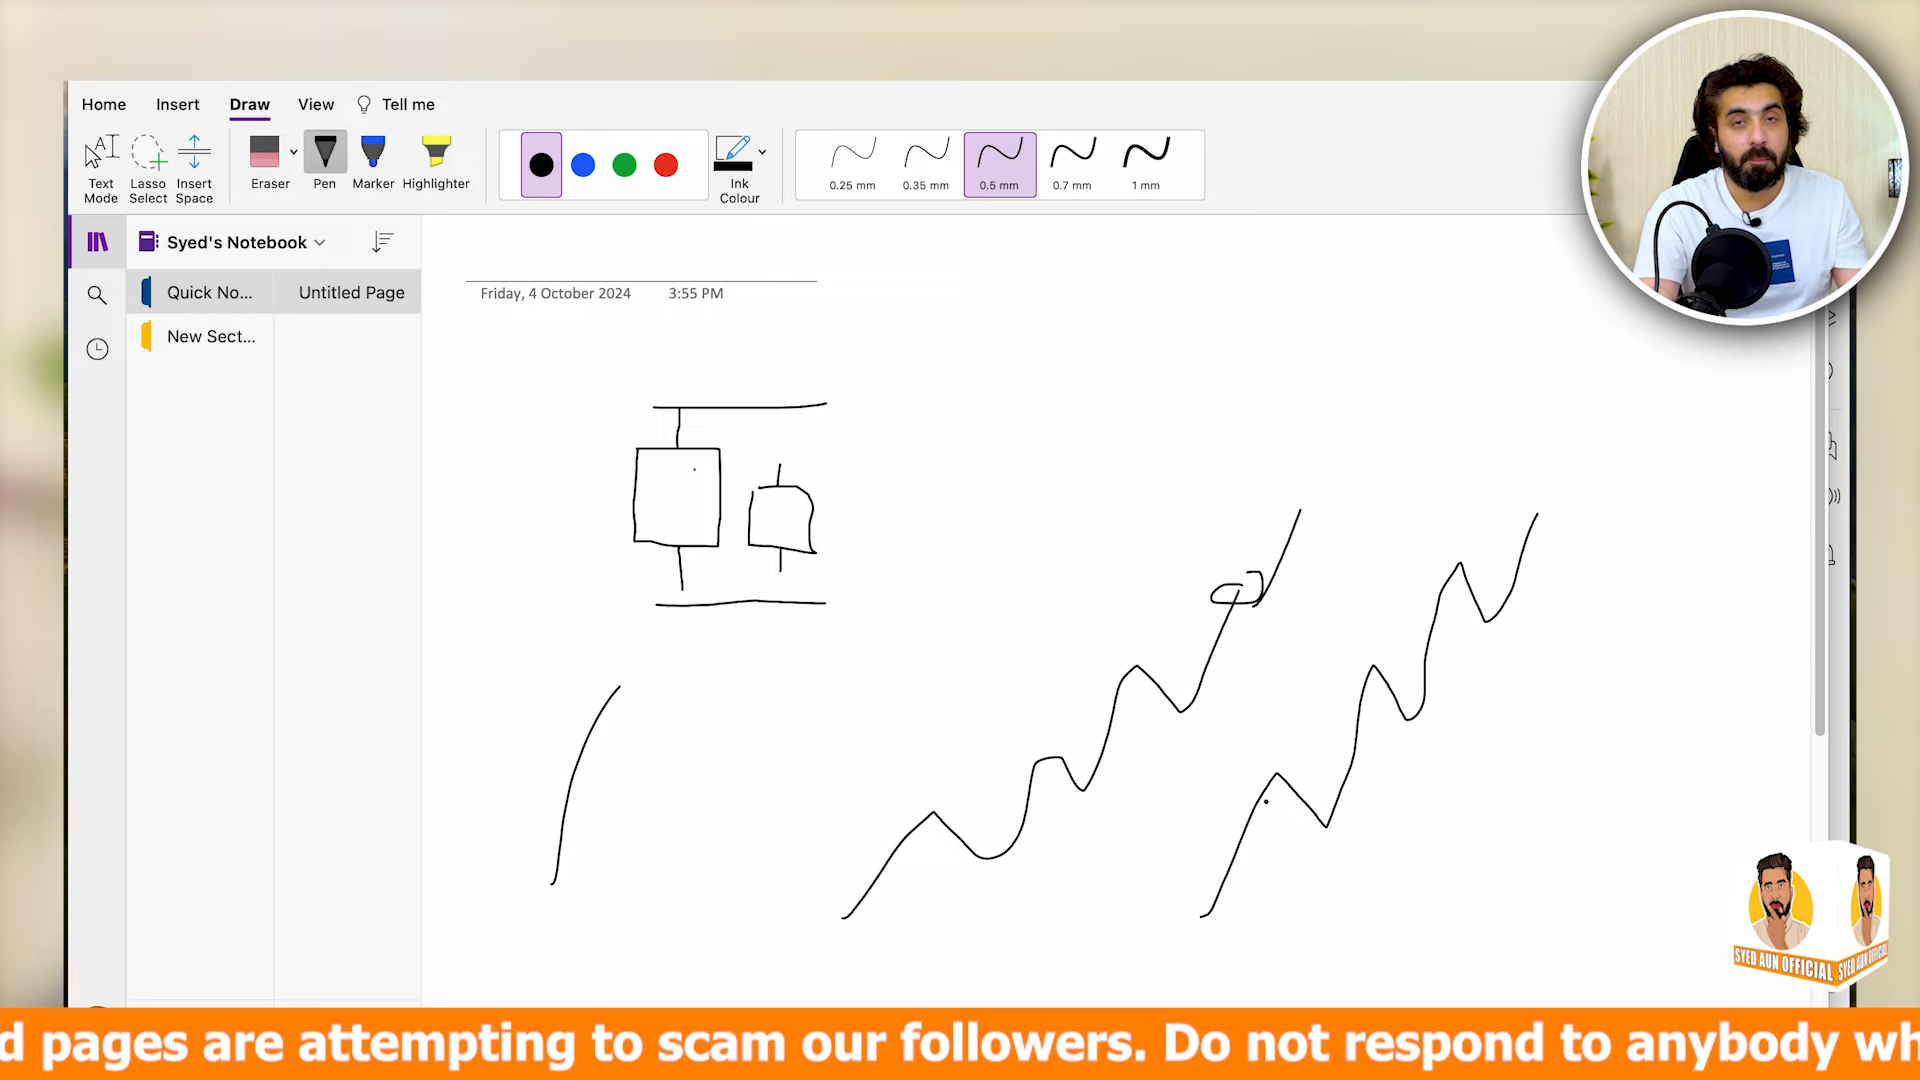 Home Insert Draw View Tell me
Text Mode
Lasso Select
Insert Space
Eraser
Pen
Marker
Highlighter
Ink Colour
0.25 mm
0.35 mm
0.5 mm
0.7 mm
1 mm
Syed's Notebook
Quick No...
Untitled Page
New Sect...
Friday, 4 October 2024 3:55 PM
SYED AUN OFFICIAL
SYED AUN OFFICIAL
d pages are attempting to scam our followers. Do not respond to anybody wh